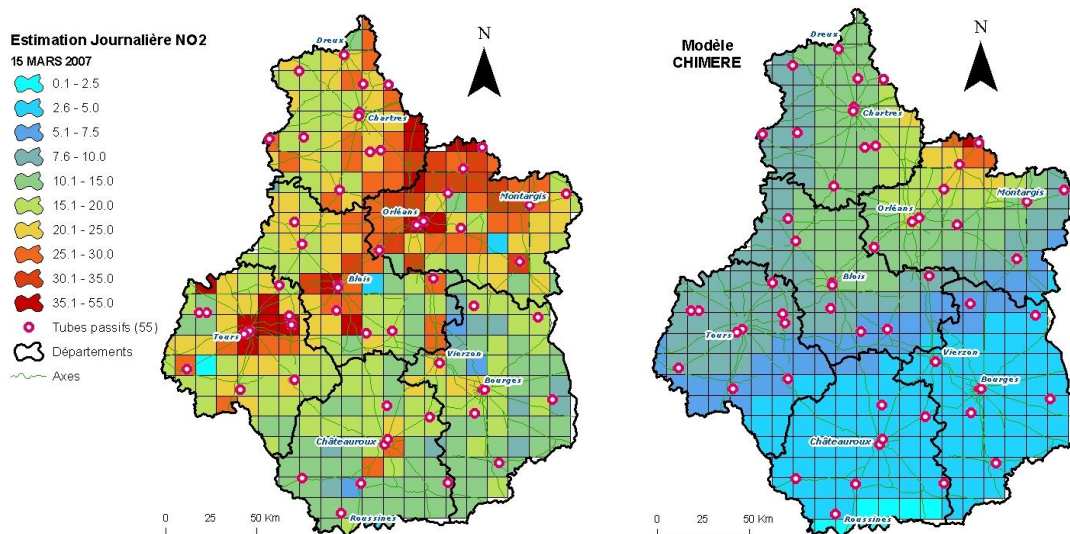 Estimation Journalière NO2
15 MARS 2007
0.1 - 2.5
2.6 - 5.0
5.1 - 7.5
7.6 - 10.0
10.1 - 15.0
15.1 - 20.0
20.1 - 25.0
25.1 - 30.0
30.1 - 35.0
35.1 - 55.0
Tubes passifs (55)
Départements
Axes
N
Dreux
Chartres
Montargis
Orléans
Blois
Tours
Vierzon
Bourges
Châteauroux
Roussines
0 25 50 Km
Modèle
CHIMERE
N
Dreux
Chartres
Montargis
Orléans
Blois
Tours
Vierzon
Bourges
Châteauroux
Roussines
0 25 50 Km